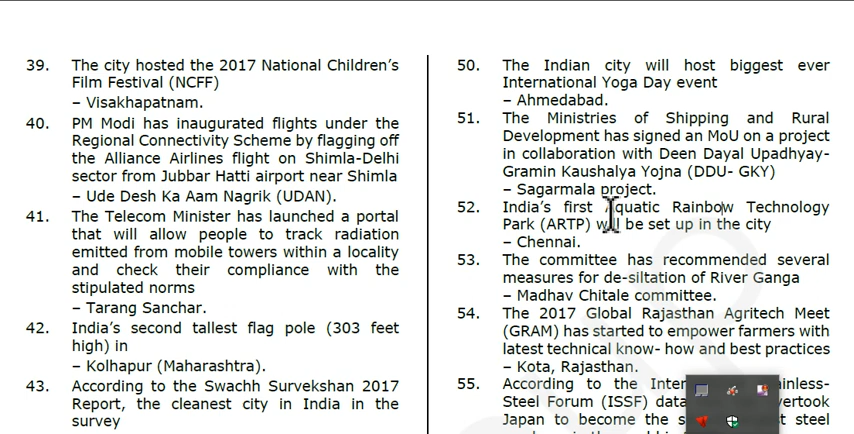 39. The city hosted the 2017 National Children's
Film Festival (NCFF)
– Visakhapatnam.
40. PM Modi has inaugurated flights under the
Regional Connectivity Scheme by flagging off
the Alliance Airlines flight on Shimla-Delhi
sector from Jubbar Hatti airport near Shimla
– Ude Desh Ka Aam Nagrik (UDAN).
41. The Telecom Minister has launched a portal
that will allow people to track radiation
emitted from mobile towers within a locality
and check their compliance with the
stipulated norms
– Tarang Sanchar.
42. India's second tallest flag pole (303 feet
high) in
– Kolhapur (Maharashtra).
43. According to the Swachh Survekshan 2017
Report, the cleanest city in India in the
survey
50. The Indian city will host biggest ever
International Yoga Day event
– Ahmedabad.
51. The Ministries of Shipping and Rural
Development has signed an MoU on a project
in collaboration with Deen Dayal Upadhyay-
Gramin Kaushalya Yojna (DDU- GKY)
– Sagarmala project.
52. India's first Aquatic Rainbow Technology
Park (ARTP) will be set up in the city
– Chennai.
53. The committee has recommended several
measures for de-siltation of River Ganga
– Madhav Chitale committee.
54. The 2017 Global Rajasthan Agritech Meet
(GRAM) has started to empower farmers with
latest technical know- how and best practices
– Kota, Rajasthan.
55. According to the
Steel Forum (ISSF) data
Japan to become the steel